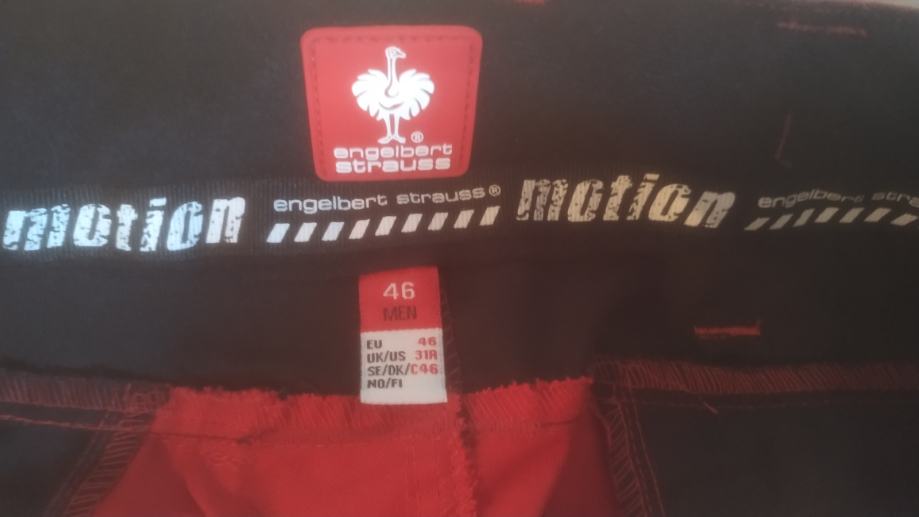 ®
engelbert
strauss
motion engelbert strauss® motion engelbert
46
MEN
EU 46
UK/US 31R
SE/DK/ C46
NO/FI